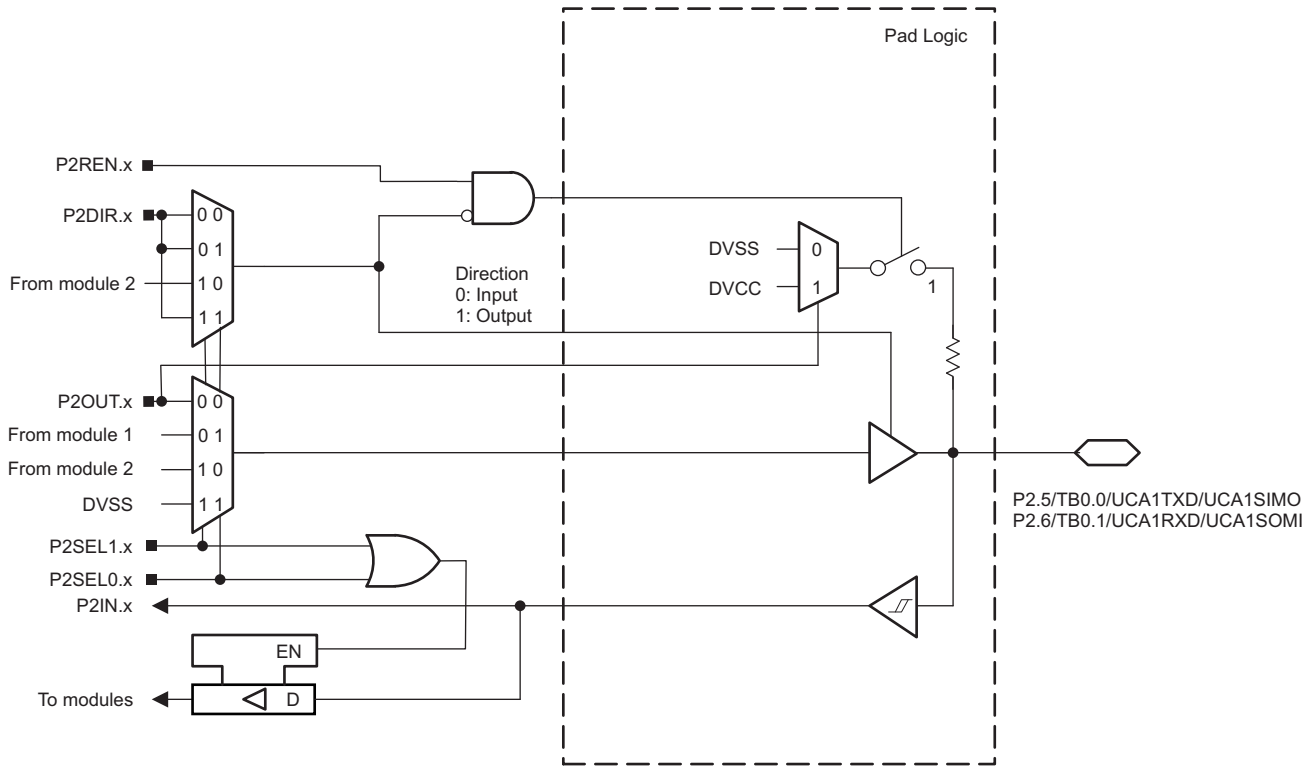 Pad Logic
P2REN.x
P2DIR.x
0 0
0 1
From module 2
1 0
1 1
Direction
0: Input
1: Output
DVSS
0
DVCC
1
1
P2OUT.x
0 0
From module 1
0 1
From module 2
1 0
DVSS
1 1
P2.5/TB0.0/UCA1TXD/UCA1SIMO
P2.6/TB0.1/UCA1RXD/UCA1SOMI
P2SEL1.x
P2SEL0.x
P2IN.x
EN
To modules
D